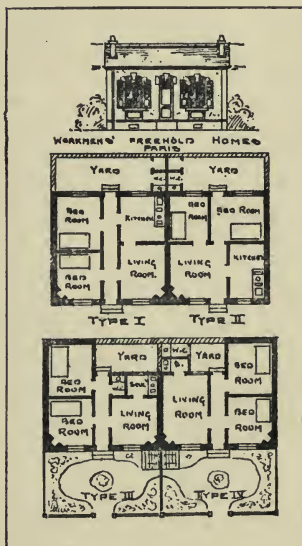 WORKMENS' FREEHOLD HOMES
PARIS
YARD YARD
W.C. W.C.
BED ROOM
KITCHEN
BED ROOM
BED ROOM
BED ROOM
LIVING ROOM
LIVING ROOM
KITCHEN
TYPE I TYPE II
BED ROOM
YARD
W.C.
YARD
BED ROOM
B.
SCUL
BED ROOM
LIVING ROOM
LIVING ROOM
BED ROOM
TYPE III TYPE IV